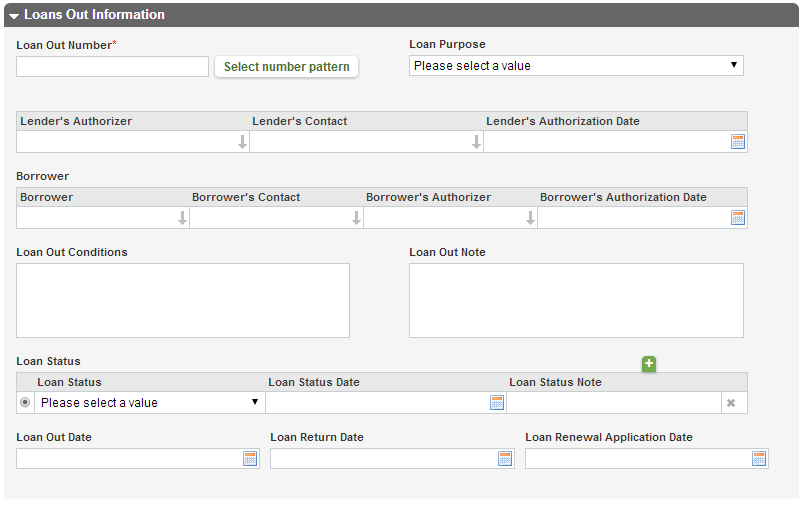 Loans Out Information
Loan Out Number*
Loan Purpose
Select number pattern
Please select a value
Lender's Authorizer Lender's Contact Lender's Authorization Date
Borrower
Borrower Borrower's Contact Borrower's Authorizer Borrower's Authorization Date
Loan Out Conditions
Loan Out Note
Loan Status
Loan Status Loan Status Date Loan Status Note
Please select a value
Loan Out Date Loan Return Date Loan Renewal Application Date